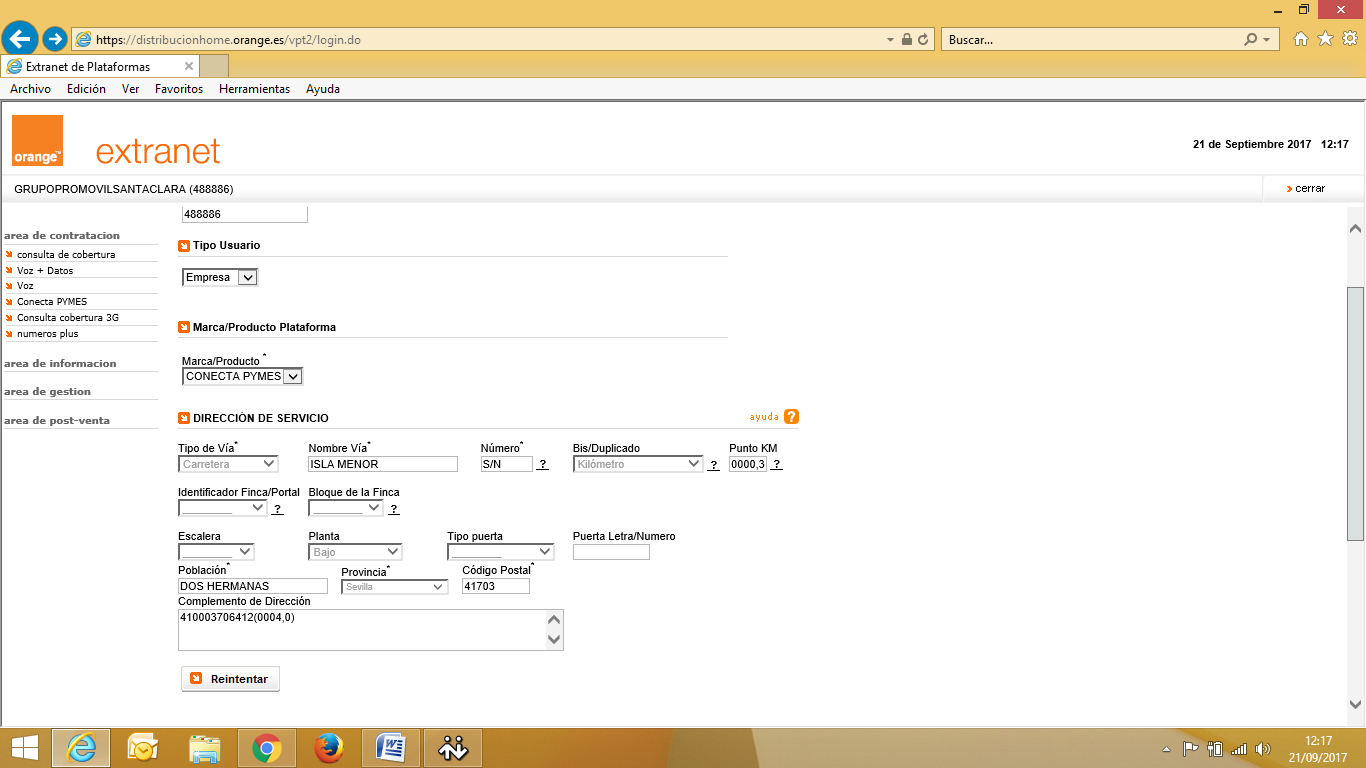 https://distribucionhome.orange.es/vpt2/login.do
Buscar...
Extranet de Plataformas
Archivo Edición Ver Favoritos Herramientas Ayuda
orange™ extranet
21 de Septiembre 2017 12:17
GRUPOPROMOVILSANTACLARA (488886)
cerrar
area de contratacion
consulta de cobertura
Voz + Datos
Voz
Conecta PYMES
Consulta cobertura 3G
numeros plus
area de informacion
area de gestion
area de post-venta
488886
Tipo Usuario
Empresa
Marca/Producto Plataforma
Marca/Producto *
CONECTA PYMES
DIRECCIÓN DE SERVICIO
ayuda ?
Tipo de Vía* Nombre Vía* Número* Bis/Duplicado Punto KM
Carretera ISLA MENOR S/N ? Kilómetro ? 0000,3 ?
Identificador Finca/Portal Bloque de la Finca
________ ? ________ ?
Escalera Planta Tipo puerta Puerta Letra/Numero
________ Bajo ________
Población* Provincia* Código Postal*
DOS HERMANAS Sevilla 41703
Complemento de Dirección
410003706412(0004,0)
Reintentar
12:17
21/09/2017